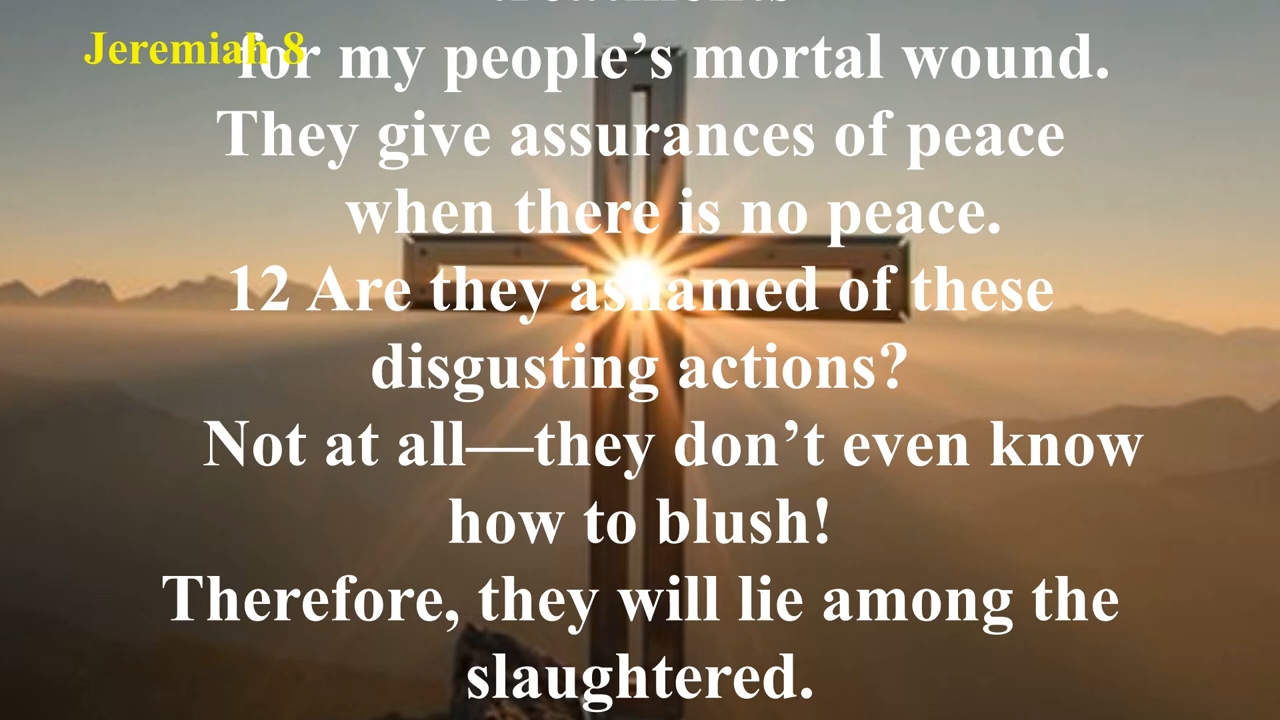 Jeremiah 8
for my people’s mortal wound.
They give assurances of peace
when there is no peace.
12 Are they ashamed of these
disgusting actions?
Not at all—they don’t even know
how to blush!
Therefore, they will lie among the
slaughtered.